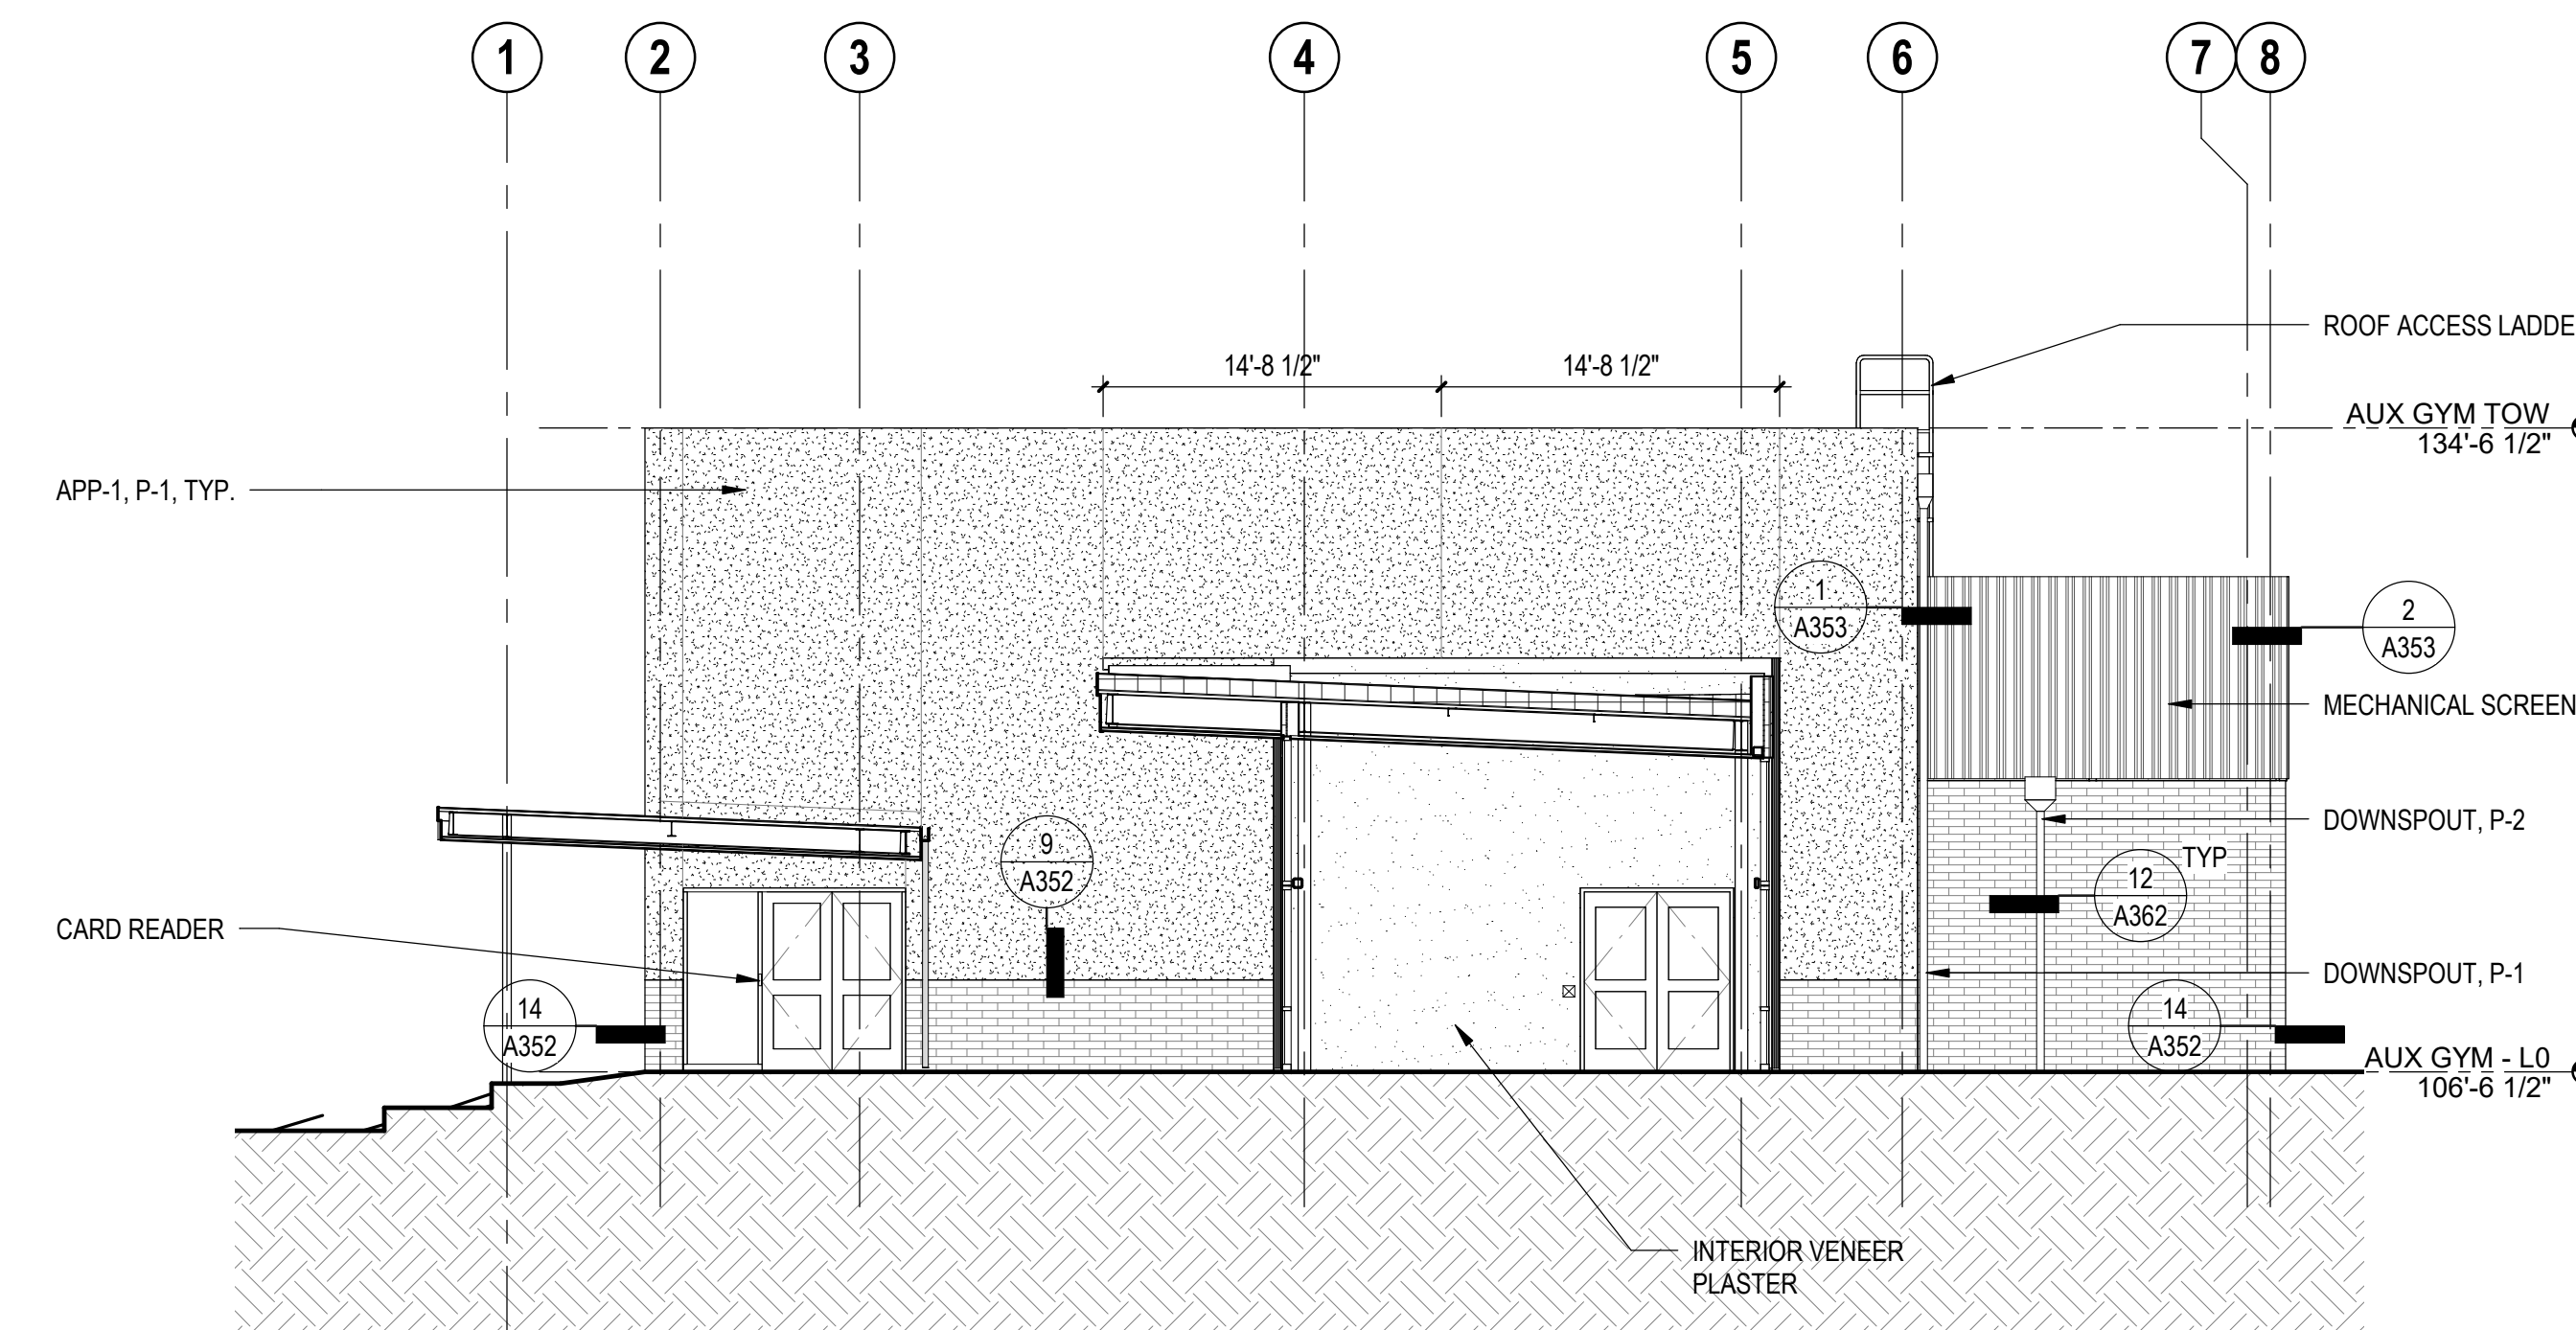 1 2 3 4 5 6 7 8
ROOF ACCESS LADDE
14'-8 1/2" 14'-8 1/2"
AUX GYM TOW
134'-6 1/2"
APP-1, P-1, TYP.
1
A353
2
A353
MECHANICAL SCREEN
DOWNSPOUT, P-2
9
A352
TYP
12
A362
CARD READER
DOWNSPOUT, P-1
14
A352
14
A352
AUX GYM - L0
106'-6 1/2"
INTERIOR VENEER
PLASTER